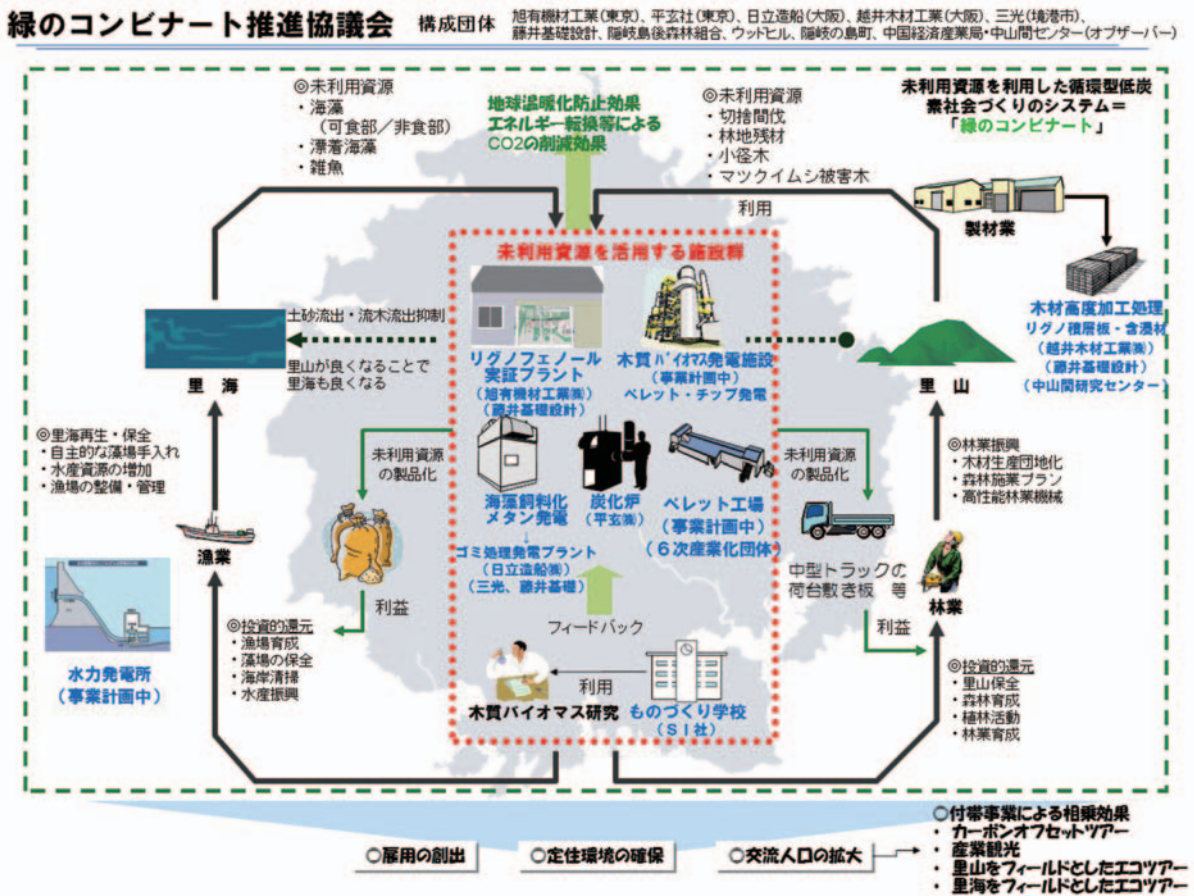 緑のコンビナート推進協議会
構成団体
旭有機材工業(東京)、平玄社(東京)、日立造船(大阪)、越井木材工業(大阪)、三光(境港市)、
藤井基礎設計、隠岐島後森林組合、ウッドヒル、隠岐の島町、中国経済産業局・中山間センター(オブザーバー)
◎未利用資源
・海藻
(可食部/非食部)
・漂着海藻
・雑魚
地球温暖化防止効果
エネルギー転換等による
CO2の削減効果
◎未利用資源
・切捨間伐
・林地残材
・小径木
・マツクイムシ被害木
利用
未利用資源を利用した循環型低炭
素社会づくりのシステム=
「緑のコンビナート」
製材業
木材高度加工処理
リグノ積層板・含浸材
(越井木材工業㈱)
(藤井基礎設計)
(中山間研究センター)
未利用資源を活用する施設群
リグノフェノール
実証プラント
(旭有機材工業㈱)
(藤井基礎設計)
木質バイオマス発電施設
(事業計画中)
ペレット・チップ発電
土砂流出・流木流出抑制
里山が良くなることで
里海も良くなる
里 海
里 山
◎里海再生・保全
・自主的な藻場手入れ
・水産資源の増加
・漁場の整備・管理
未利用資源
の製品化
海藻飼料化
メタン発電
↓
ゴミ処理発電プラント
(日立造船㈱)
(三光、藤井基礎)
炭化炉
(平玄㈱)
ペレット工場
(事業計画中)
(6次産業化団体)
未利用資源
の製品化
◎林業振興
・木材生産団地化
・森林施業プラン
・高性能林業機械
漁業
中型トラックの
荷台敷き板 等
林業
利益
利益
フィードバック
水力発電所
(事業計画中)
◎投資的還元
・漁場育成
・藻場の保全
・海岸清掃
・水産振興
利用
木質バイオマス研究
ものづくり学校
(SI社)
◎投資的還元
・里山保全
・森林育成
・植林活動
・林業育成
○雇用の創出
○定住環境の確保
○交流人口の拡大
○付帯事業による相乗効果
・ カーボンオフセットツアー
・ 産業観光
・ 里山をフィールドとしたエコツアー
・ 里海をフィールドとしたエコツアー